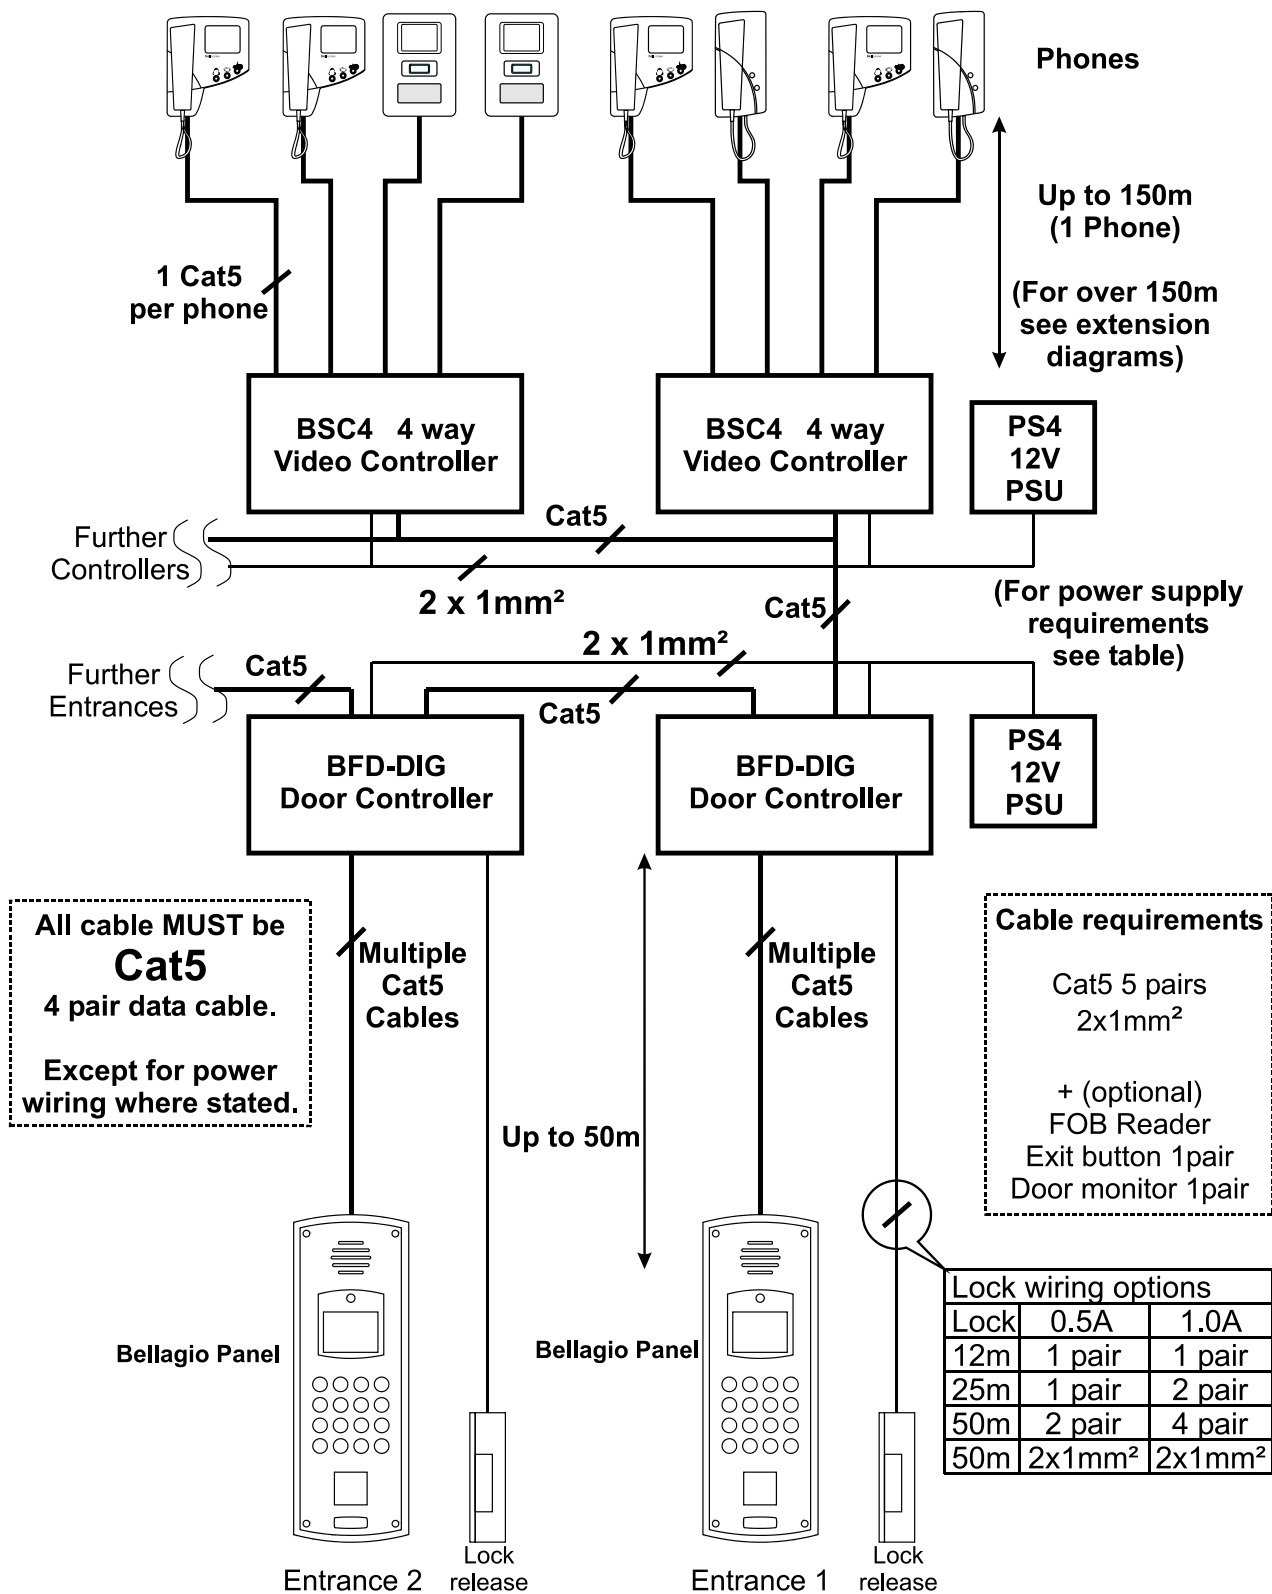 Phones
Up to 150m
(1 Phone)
(For over 150m
see extension
diagrams)
1 Cat5
per phone
BSC4 4 way
Video Controller
BSC4 4 way
Video Controller
PS4
12V
PSU
Further
Controllers
Cat5
2 x 1mm²
Cat5
(For power supply
requirements
see table)
2 x 1mm²
Further
Entrances
Cat5
Cat5
BFD-DIG
Door Controller
BFD-DIG
Door Controller
PS4
12V
PSU
All cable MUST be
Cat5
4 pair data cable.
Except for power
wiring where stated.
Multiple
Cat5
Cables
Multiple
Cat5
Cables
Cable requirements
Cat5 5 pairs
2x1mm²
+ (optional)
FOB Reader
Exit button 1pair
Door monitor 1pair
Up to 50m
Lock wiring options
Lock 0.5A 1.0A
12m 1 pair 1 pair
25m 1 pair 2 pair
50m 2 pair 4 pair
50m 2x1mm² 2x1mm²
Bellagio Panel
Bellagio Panel
Entrance 2
Lock
release
Entrance 1
Lock
release